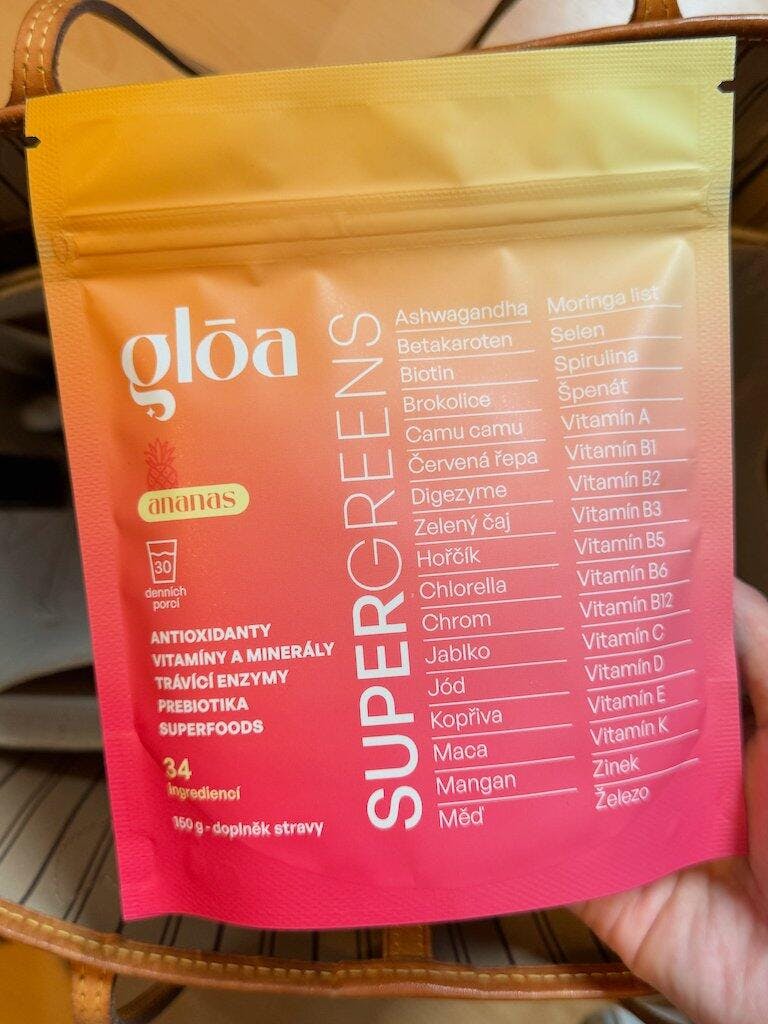 glōa
ananas
30
denních
porcí
ANTIOXIDANTY
VITAMÍNY A MINERÁLY
TRÁVÍCÍ ENZYMY
PREBIOTIKA
SUPERFOODS
34
ingrediencí
150 g - doplněk stravy
SUPERGREENS
Ashwagandha
Betakaroten
Biotin
Brokolice
Camu camu
Červená řepa
Digezyme
Zelený čaj
Hořčík
Chlorella
Chrom
Jablko
Jód
Kopřiva
Maca
Mangan
Měď
Moringa list
Selen
Spirulina
Špenát
Vitamín A
Vitamín B1
Vitamín B2
Vitamín B3
Vitamín B5
Vitamín B6
Vitamín B12
Vitamín C
Vitamín D
Vitamín E
Vitamín K
Zinek
Železo